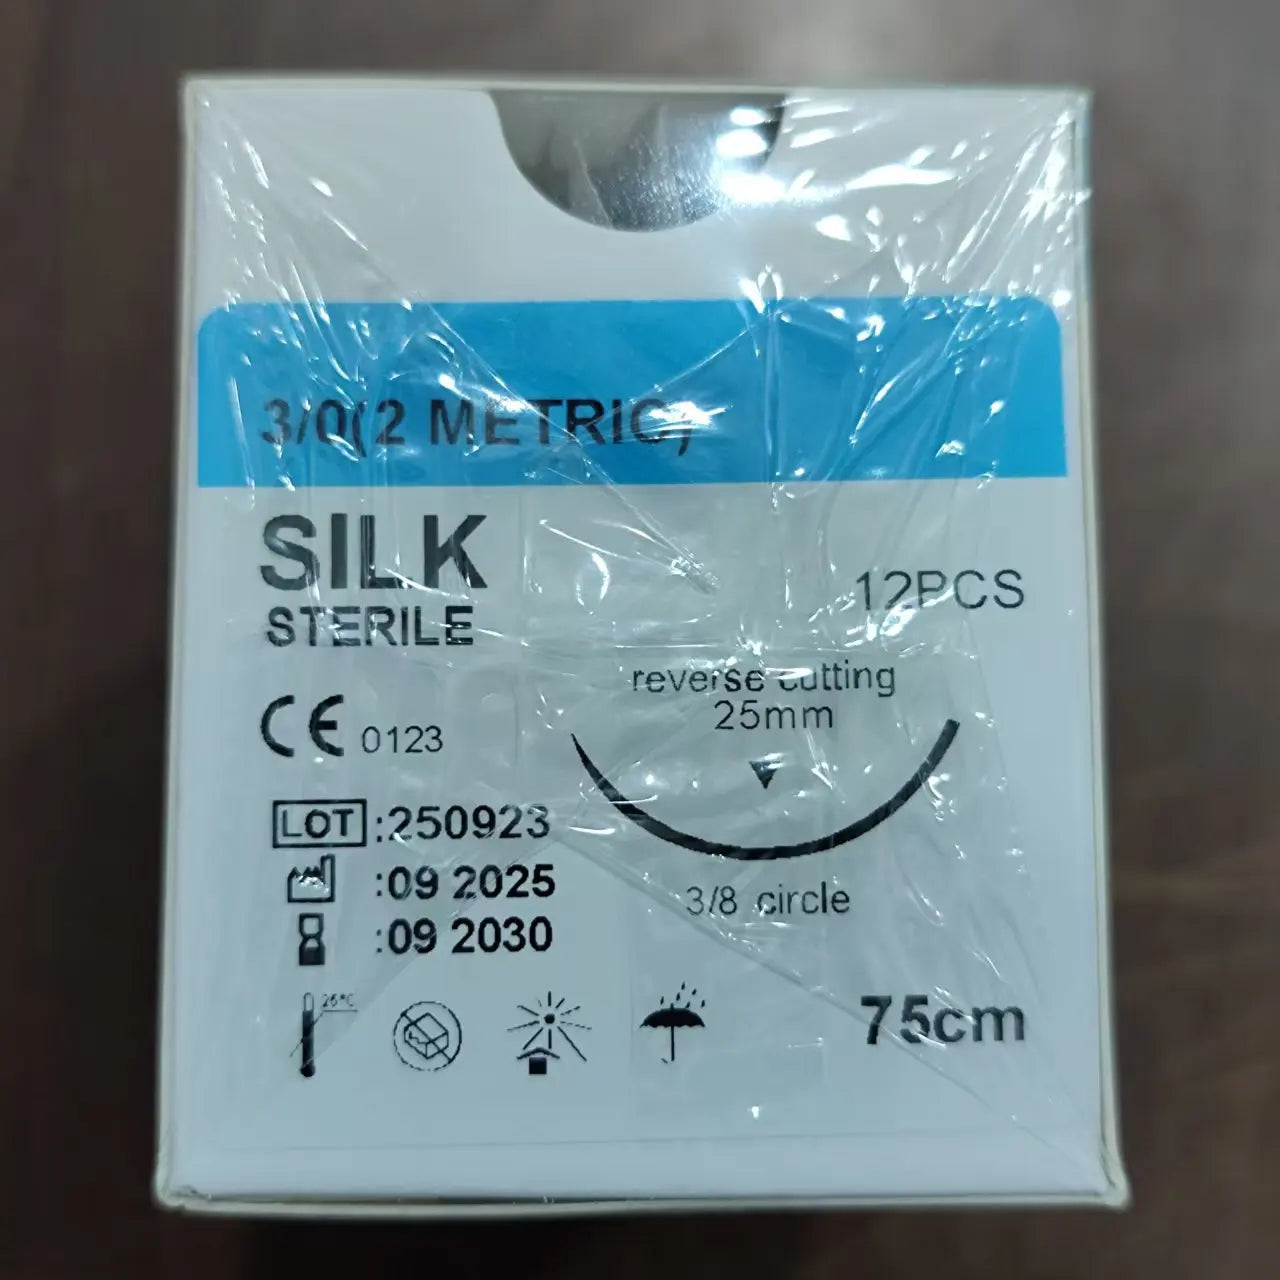 3/0(2 METRIC)
SILK
STERILE
12PCS
reverse cutting
25mm
CE 0123
LOT :250923
:09 2025
:09 2030
3/8 circle
26°C
75cm